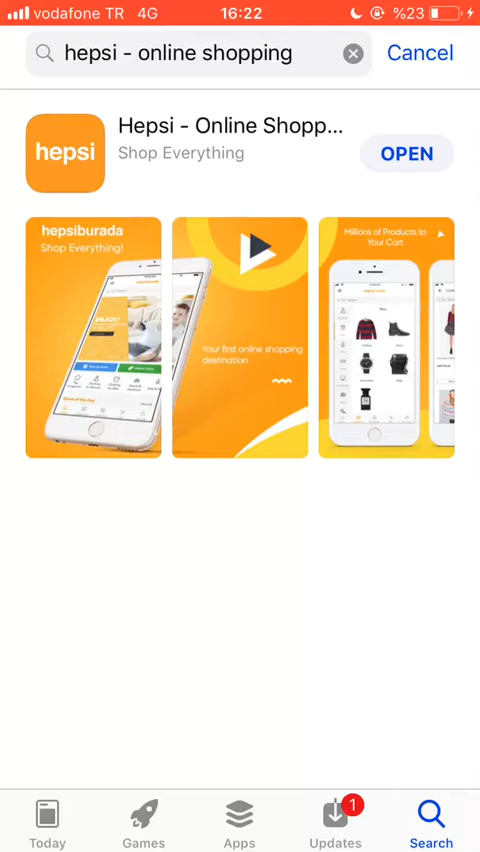 vodafone TR 4G 16:22 %23
hepsi - online shopping
Cancel
hepsi
Hepsi - Online Shopp...
Shop Everything
OPEN
hepsiburada
Shop Everything!
Your first online shopping
destination
Millions of Products to
Your Cart
Today
Games
Apps
1
Updates
Search